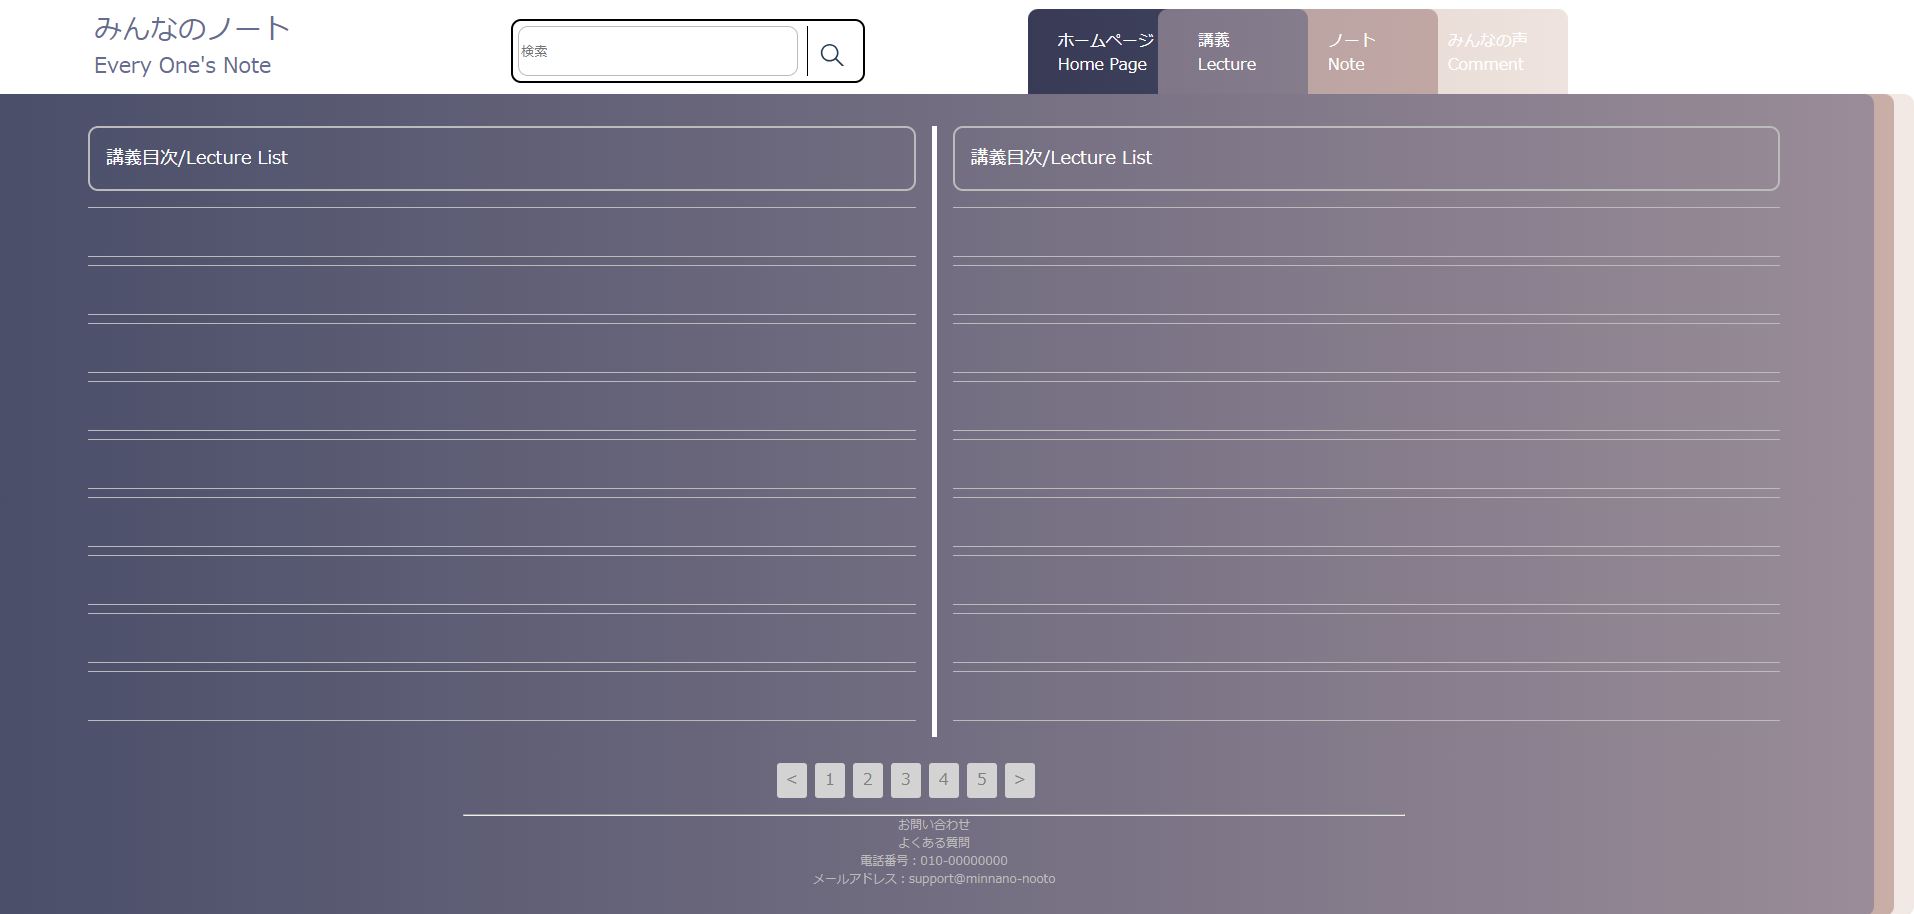 みんなのノート
Every One's Note
検索
ホームページ
Home Page
講義
Lecture
ノート
Note
みんなの声
Comment
講義目次/Lecture List
講義目次/Lecture List
< 1 2 3 4 5 >
お問い合わせ
よくある質問
電話番号：010-00000000
メールアドレス：support@minnano-nooto